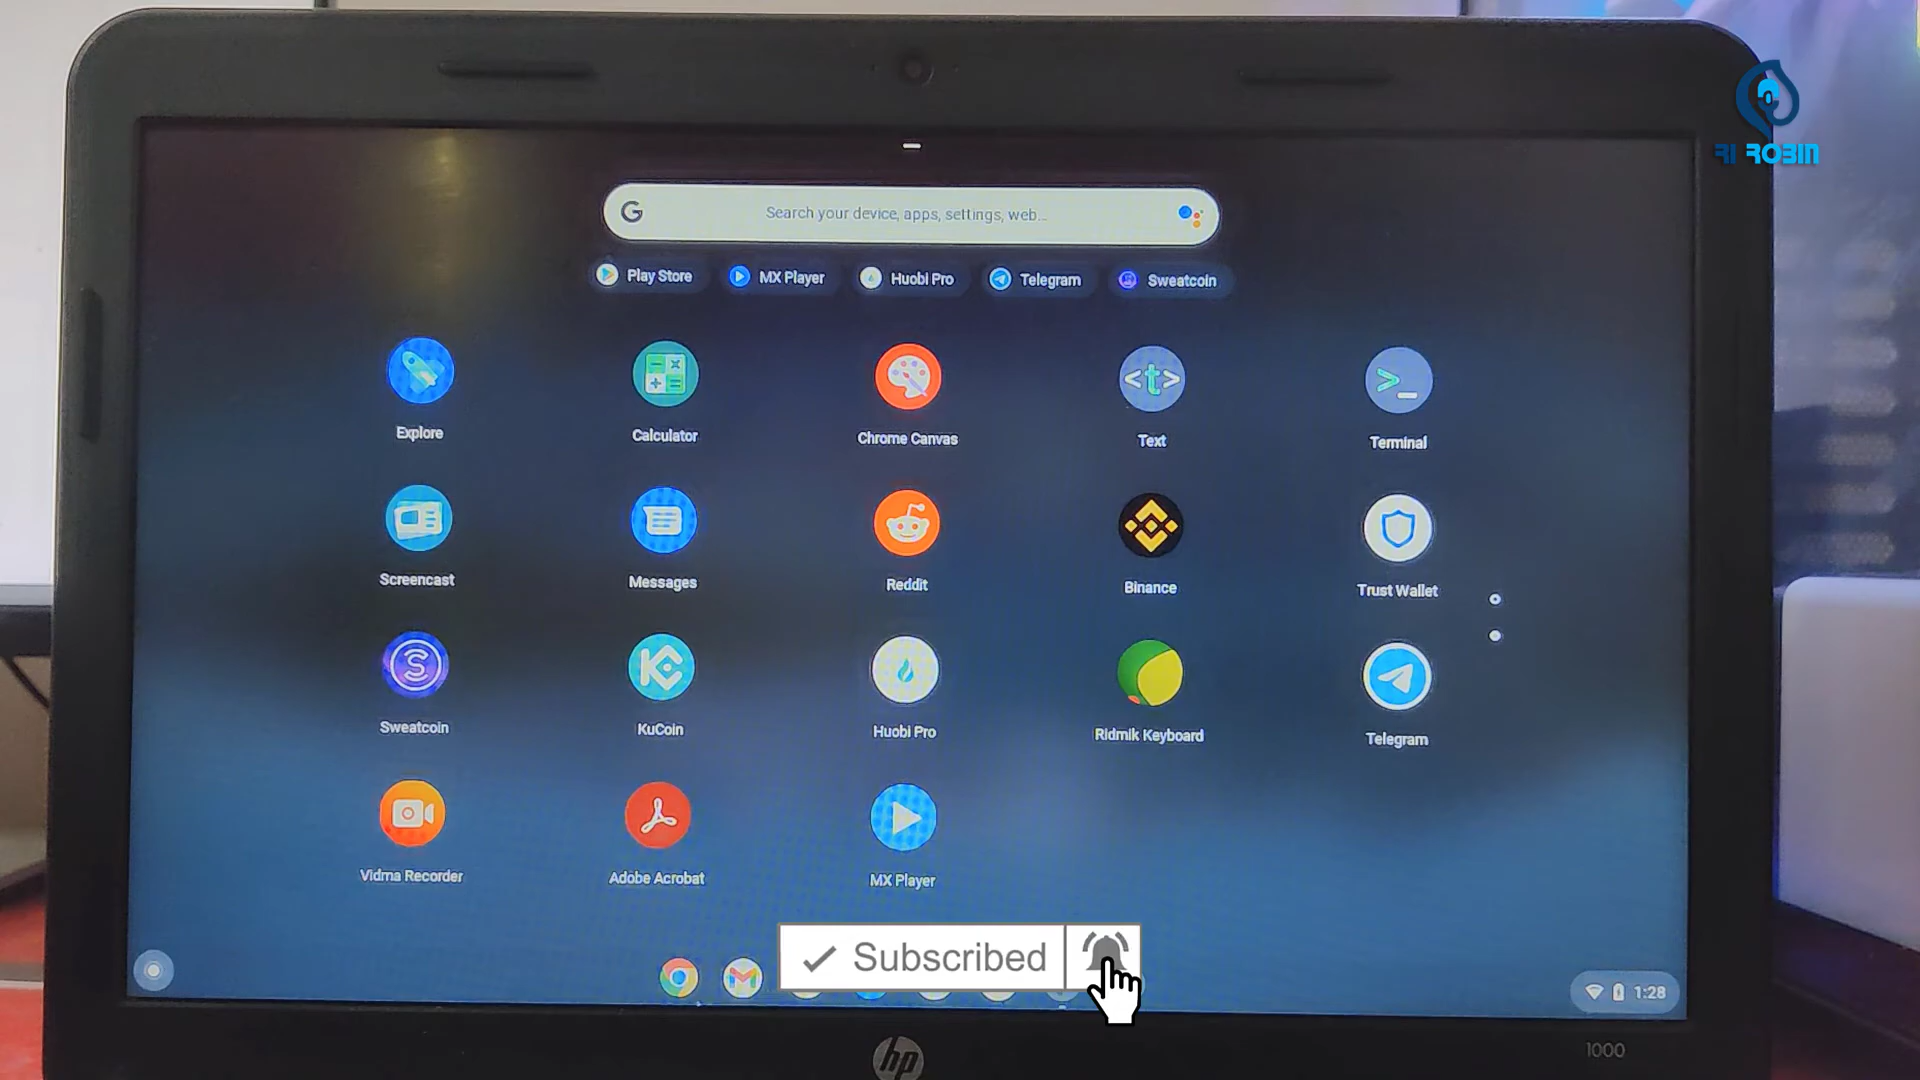 RI ROBIN
Search your device, apps, settings, web...
Play Store
MX Player
Huobi Pro
Telegram
Sweatcoin
Explore
Calculator
Chrome Canvas
<t>
Text
>_
Terminal
Screencast
Messages
Reddit
Binance
Trust Wallet
Sweatcoin
KuCoin
Huobi Pro
Ridmik Keyboard
Telegram
Vidma Recorder
Adobe Acrobat
MX Player
Subscribed
1:28
hp
1000